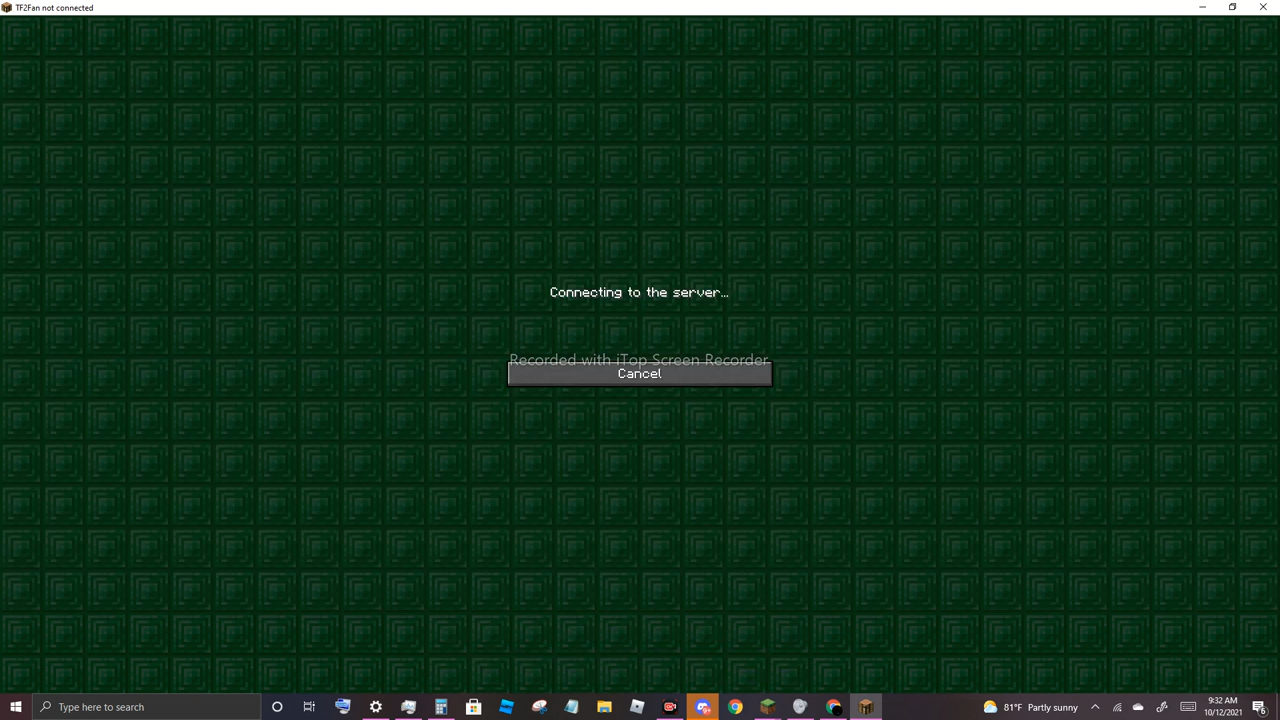 TF2Fan not connected
Connecting to the server...
Recorded with iTop Screen Recorder
Cancel
Type here to search
81°F Partly sunny
9:32 AM
10/12/2021